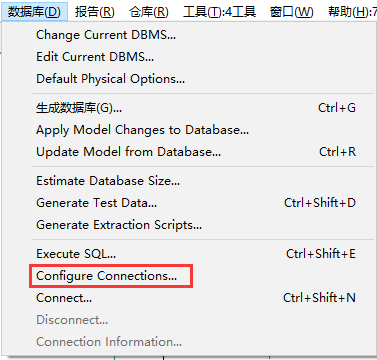 数据库(D) 报告(R) 仓库(R) 工具(T):4工具 窗口(W) 帮助(H):7
Change Current DBMS...
Edit Current DBMS...
Default Physical Options...
生成数据库(G)... Ctrl+G
Apply Model Changes to Database...
Update Model from Database... Ctrl+R
Estimate Database Size...
Generate Test Data... Ctrl+Shift+D
Generate Extraction Scripts...
Execute SQL... Ctrl+Shift+E
Configure Connections...
Connect... Ctrl+Shift+N
Disconnect...
Connection Information...